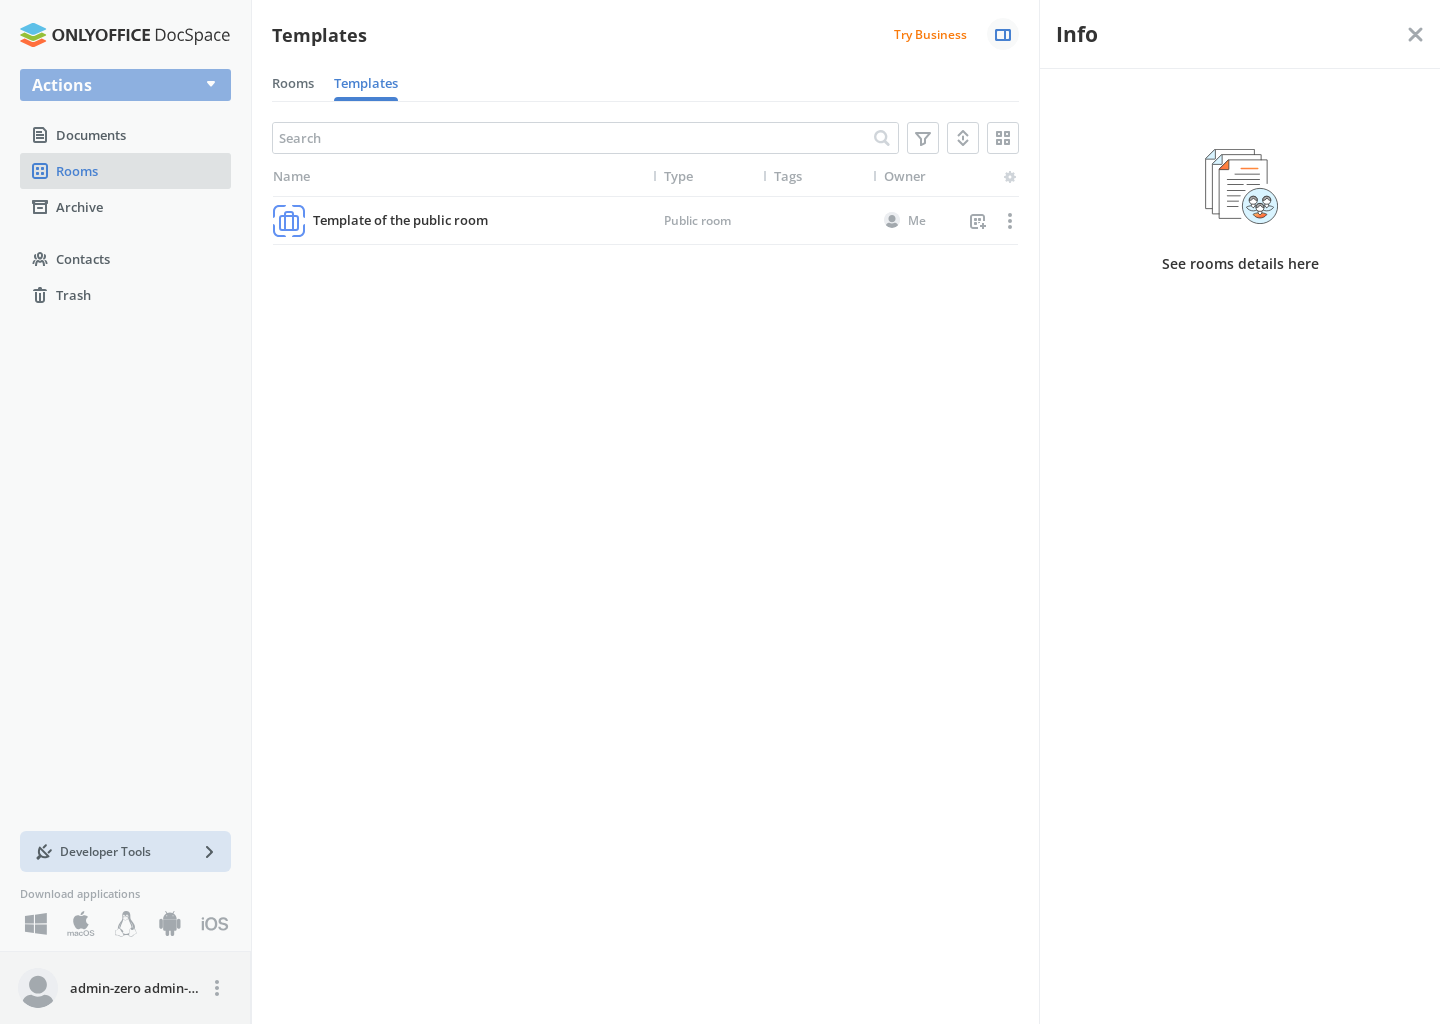 ONLYOFFICE DocSpace
Actions
Documents
Rooms
Archive
Contacts
Trash
Developer Tools
Download applications
macOS
iOS
admin-zero admin-...
Templates
Try Business
Rooms
Templates
Search
Name
Type
Tags
Owner
Template of the public room
Public room
Me
Info
See rooms details here